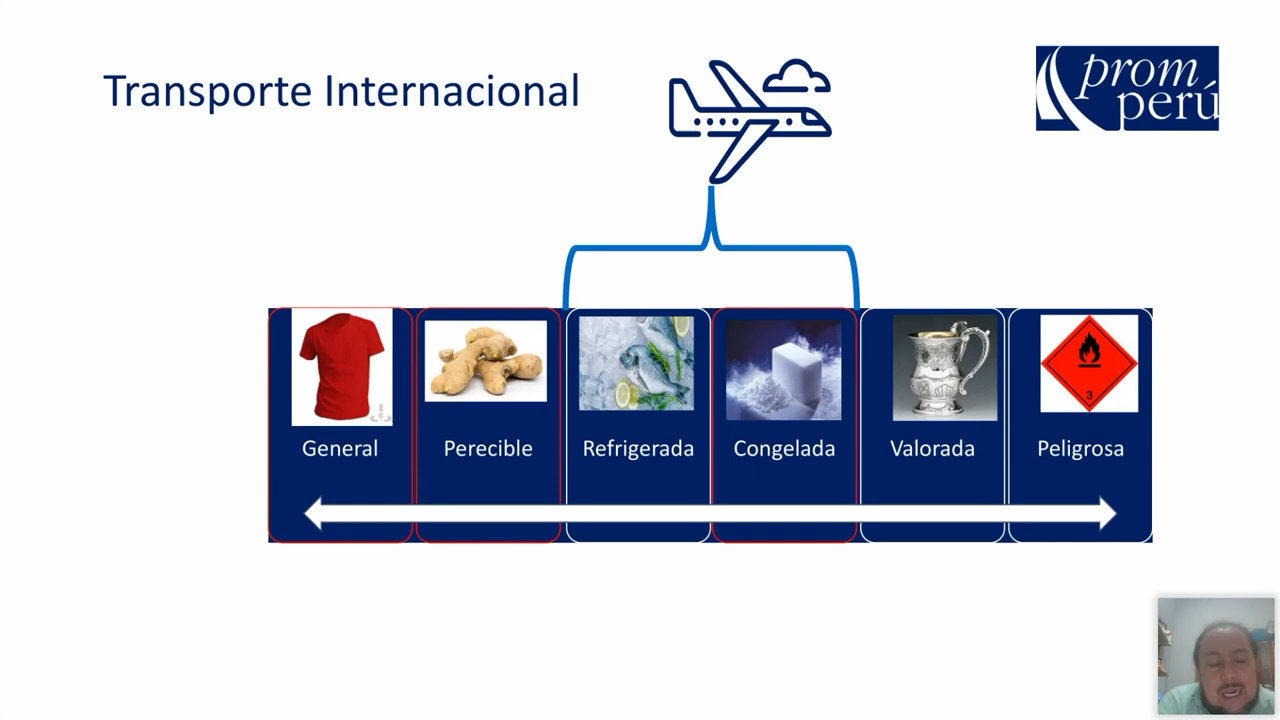 Transporte Internacional
prom
perú
General
Perecible
Refrigerada
Congelada
Valorada
Peligrosa
3